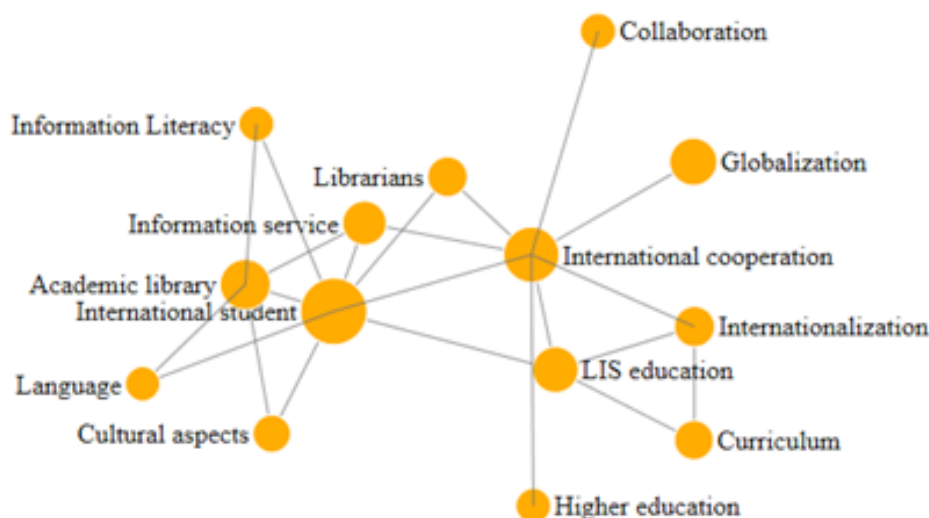 Collaboration
Information Literacy
Globalization
Librarians
Information service
International cooperation
Academic library
International student
Internationalization
LIS education
Language
Cultural aspects
Curriculum
Higher education